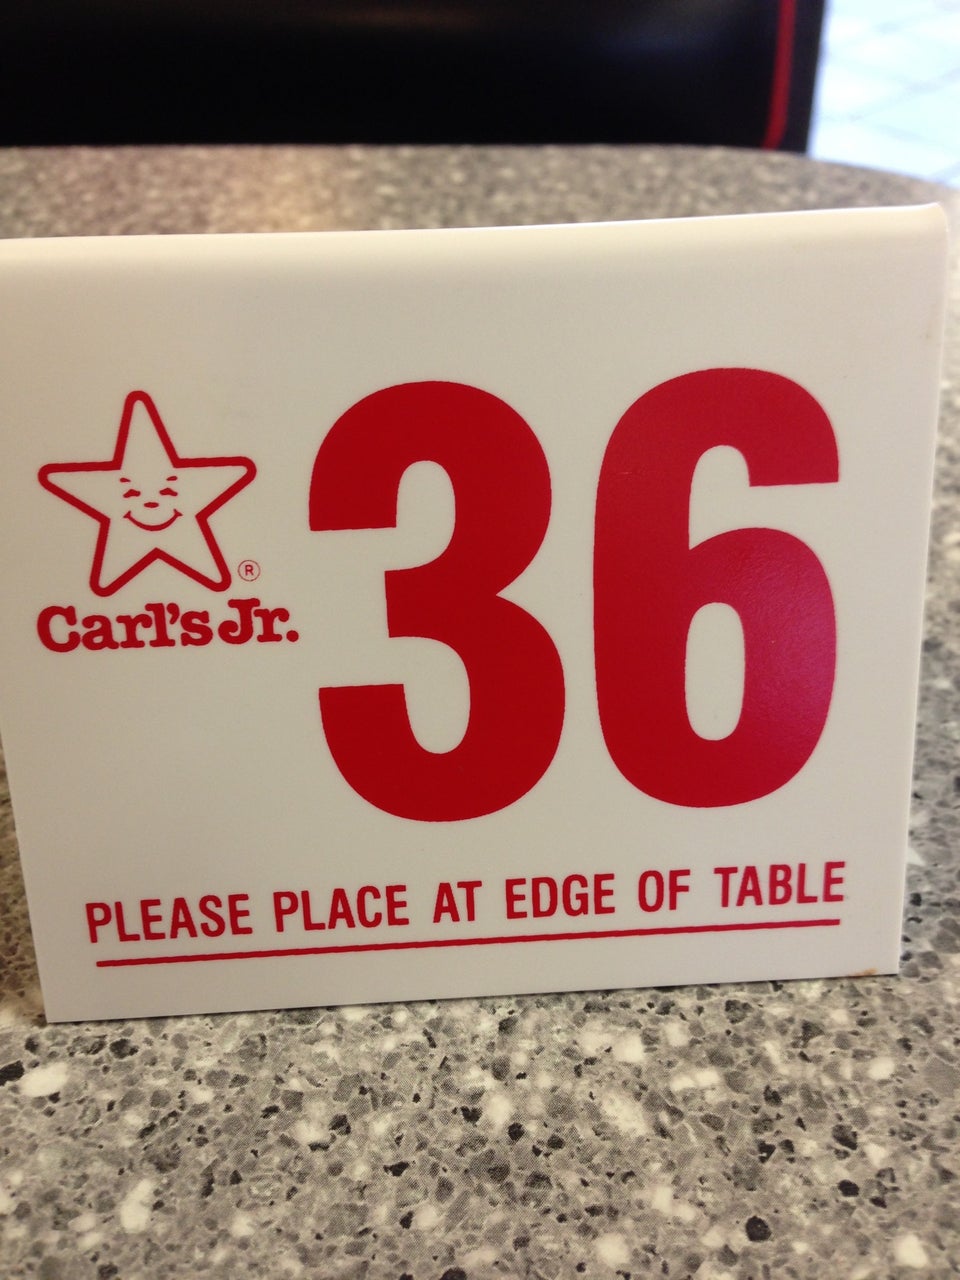 36
®
Carl's Jr.
PLEASE PLACE AT EDGE OF TABLE